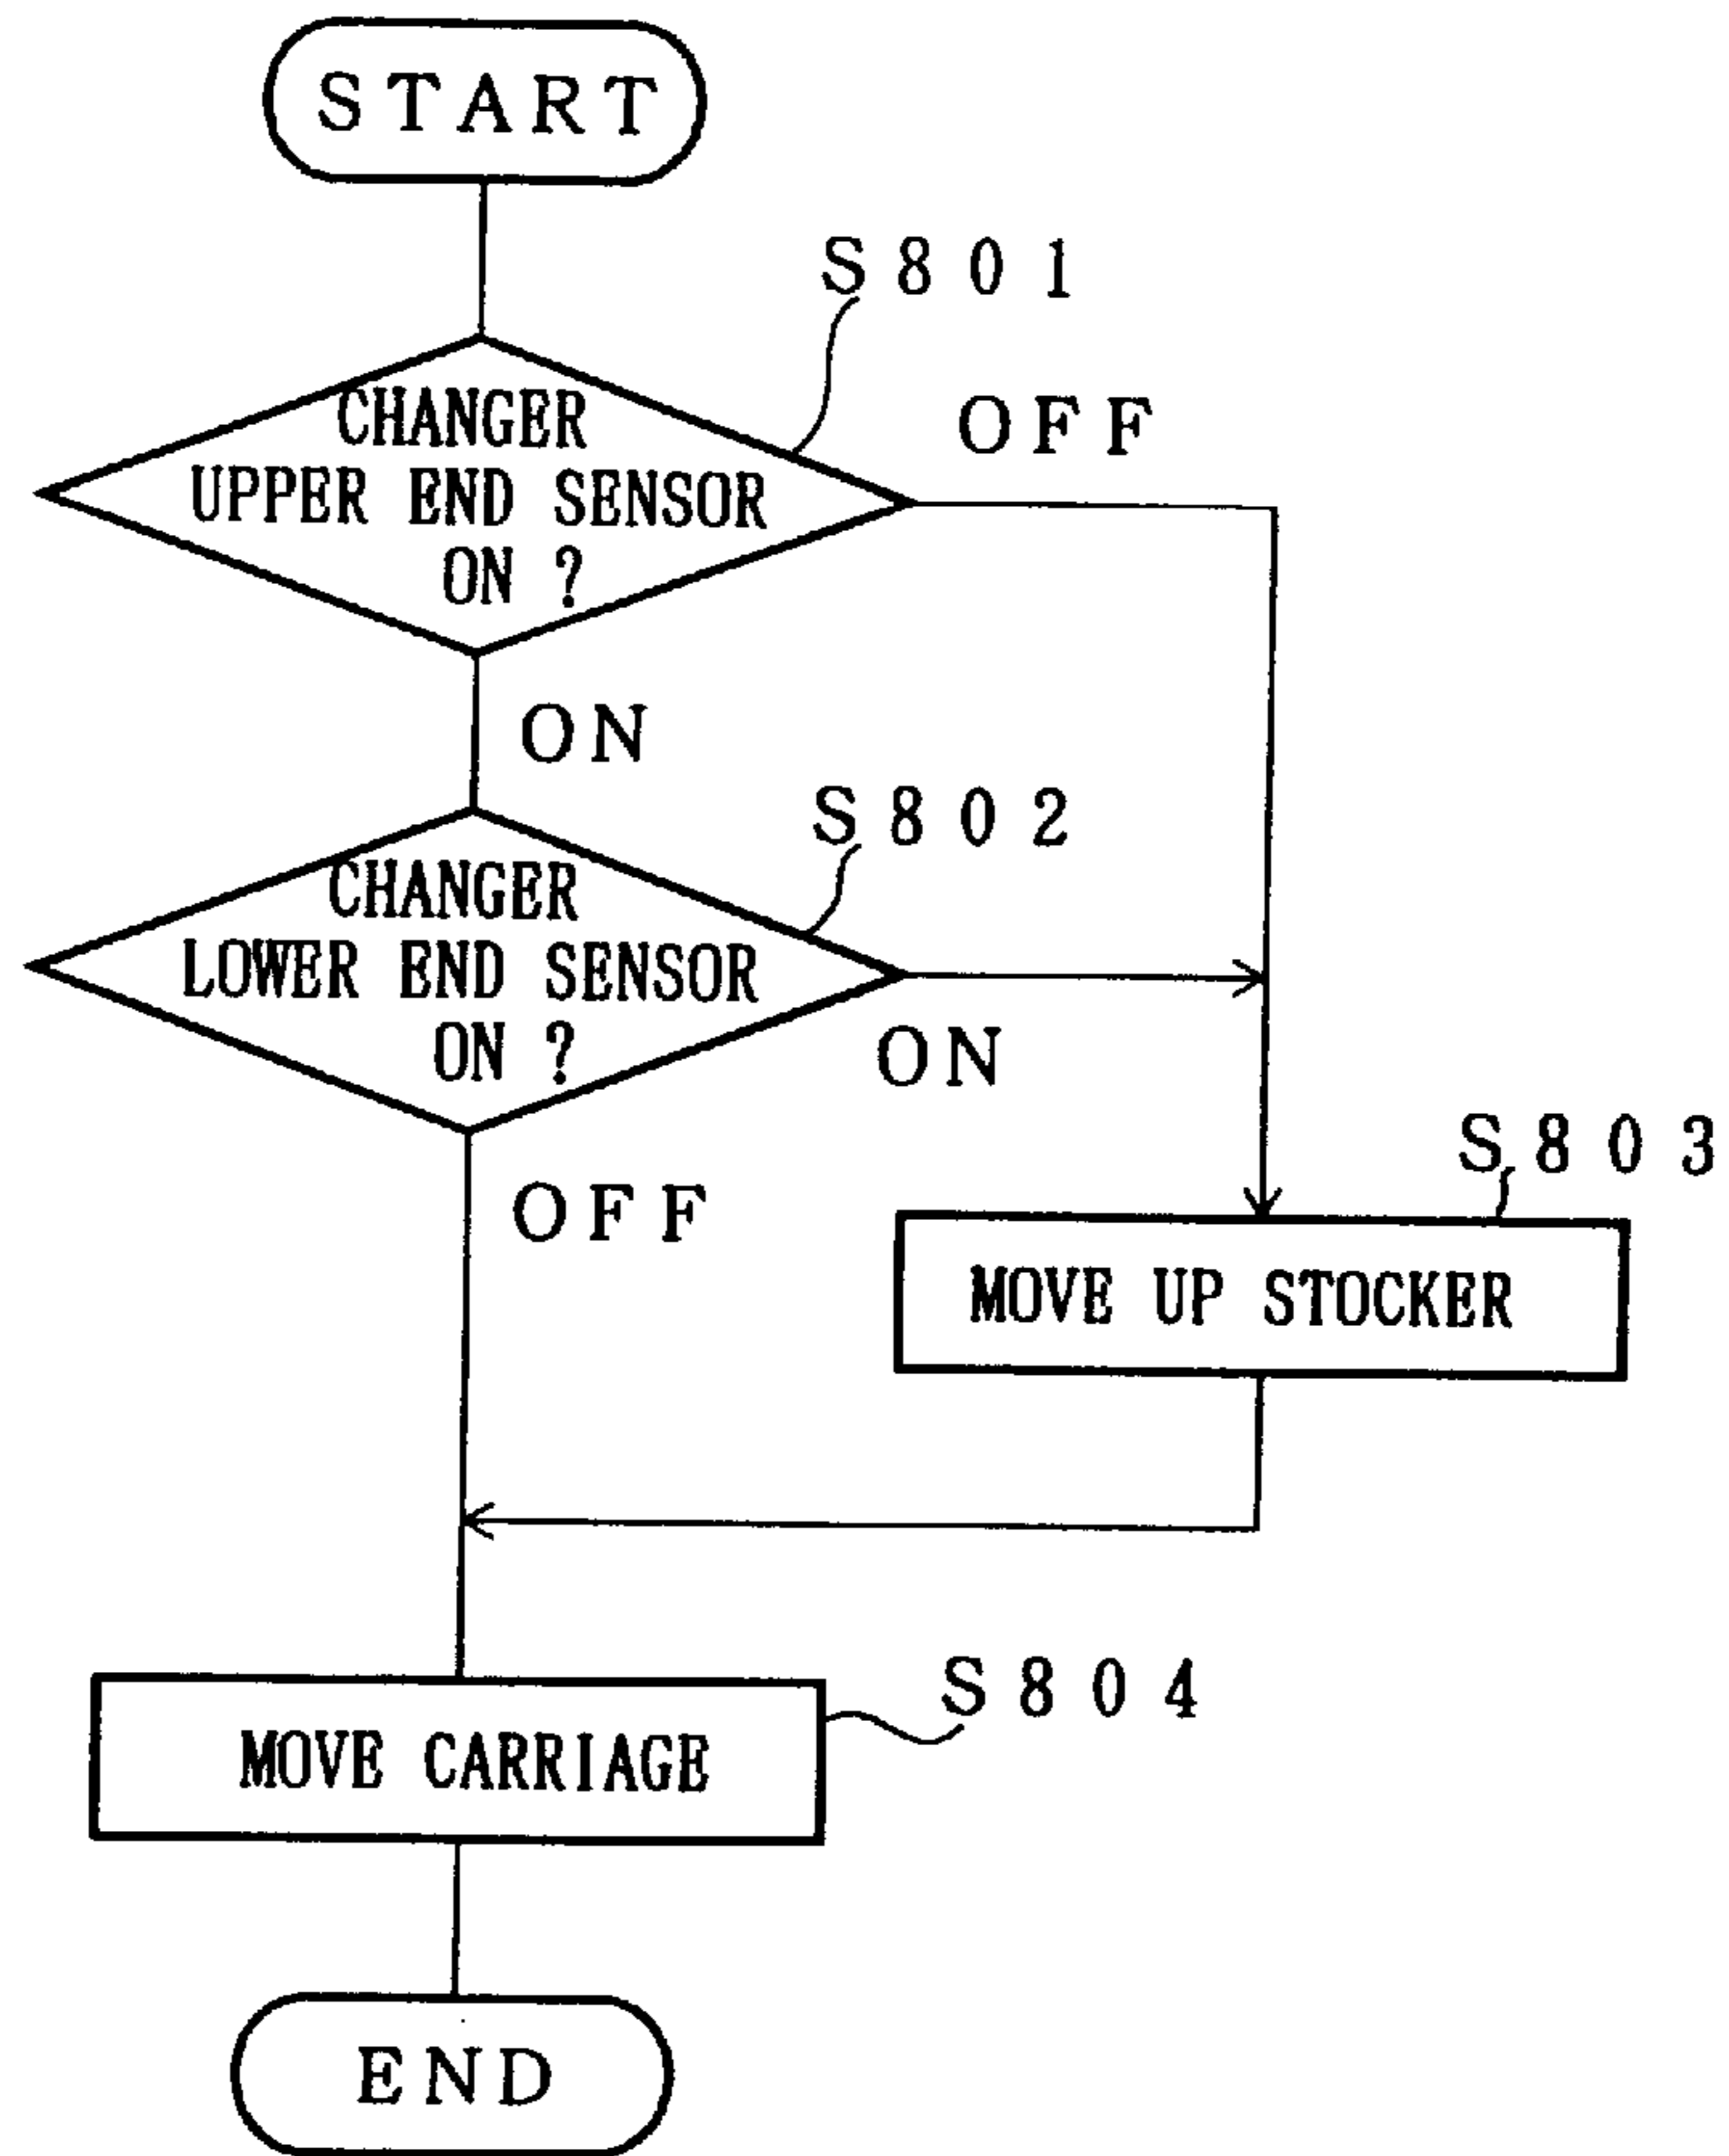 START
S801
CHANGER
UPPER END SENSOR
ON ?
OFF
ON
S802
CHANGER
LOWER END SENSOR
ON ?
ON
OFF
S803
MOVE UP STOCKER
S804
MOVE CARRIAGE
END